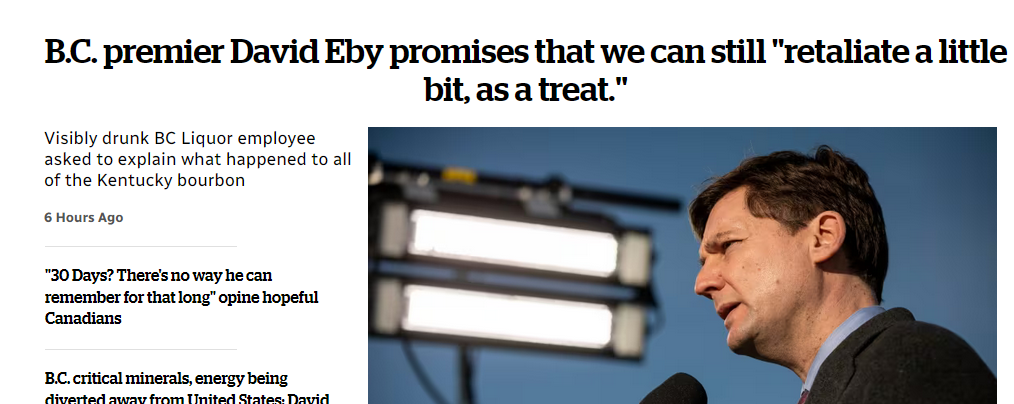 B.C. premier David Eby promises that we can still "retaliate a little
bit, as a treat."
Visibly drunk BC Liquor employee
asked to explain what happened to all
of the Kentucky bourbon
6 Hours Ago
"30 Days? There's no way he can
remember for that long" opine hopeful
Canadians
B.C. critical minerals, energy being
diverted away from United States: David